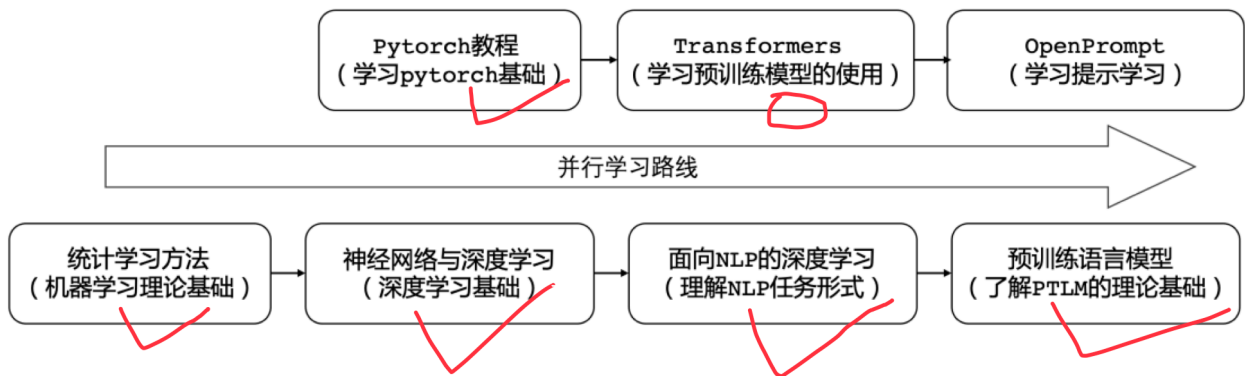 Pytorch教程
（学习pytorch基础）
Transformers
（学习预训练模型的使用）
OpenPrompt
（学习提示学习）
并行学习路线
统计学习方法
（机器学习理论基础）
神经网络与深度学习
（深度学习基础）
面向NLP的深度学习
（理解NLP任务形式）
预训练语言模型
（了解PTLM的理论基础）